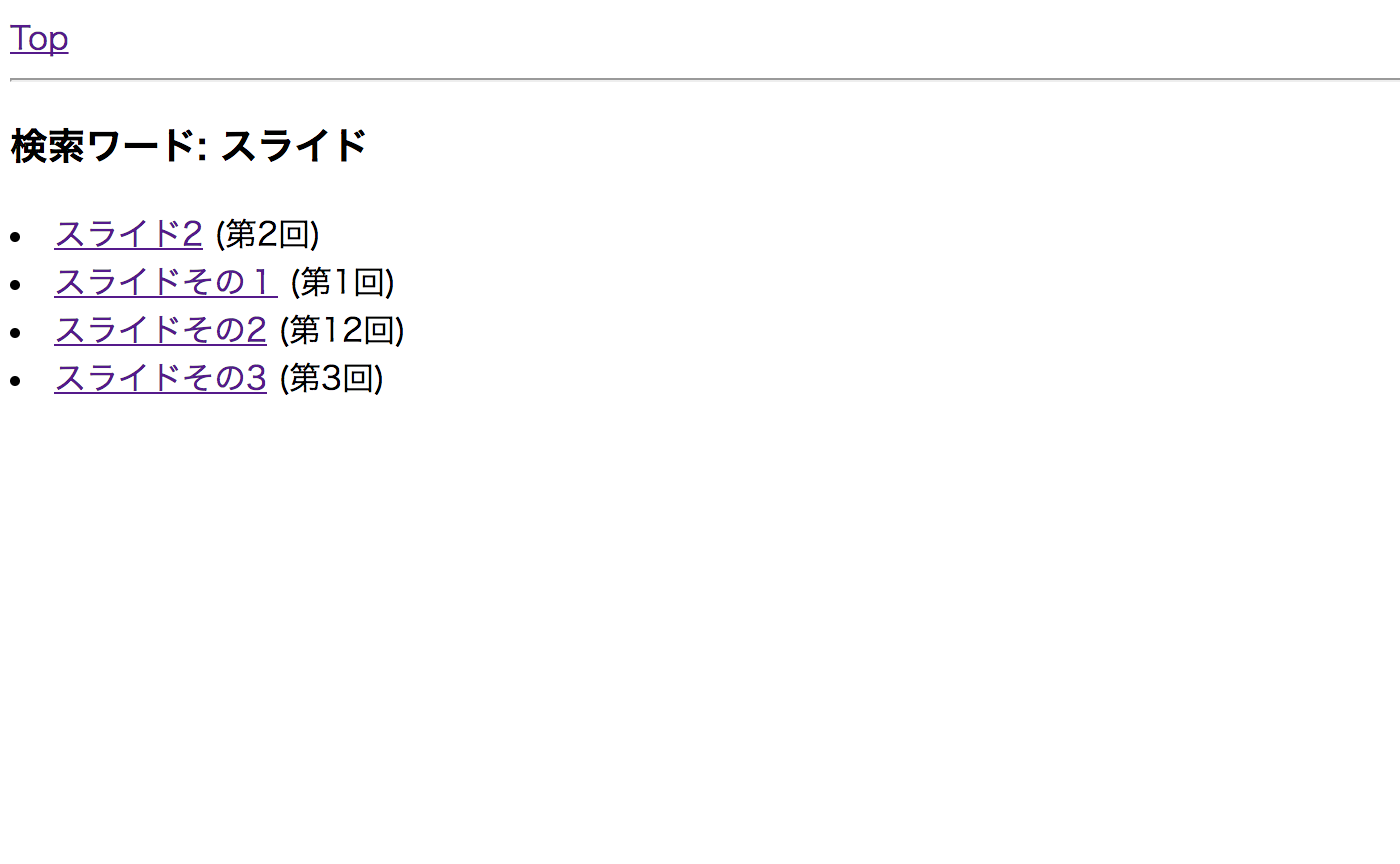 Top
検索ワード: スライド
スライド2 (第2回)
スライドその１ (第1回)
スライドその2 (第12回)
スライドその3 (第3回)